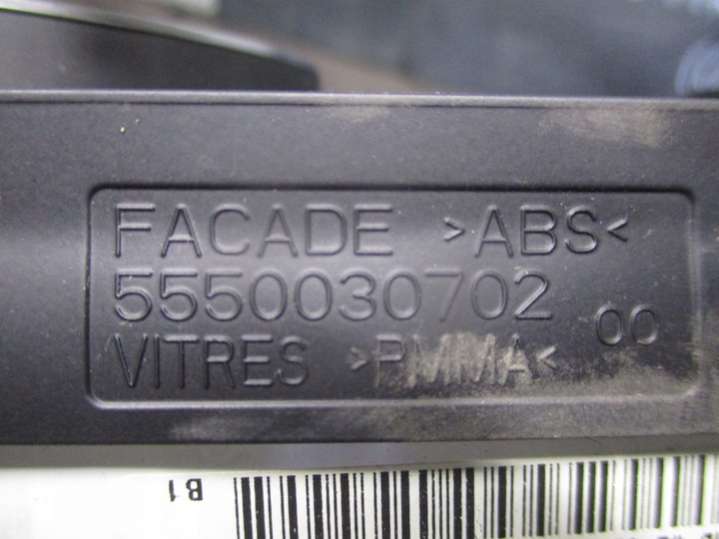 FACADE >ABS<
5550030702 00
VITRES >PMMA<
B1